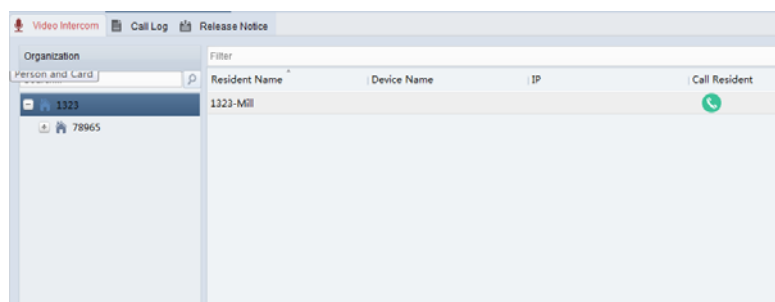 Video Intercom Call Log Release Notice
Organization
Filter
Person and Card
Resident Name Device Name IP Call Resident
1323
1323-Mill
78965